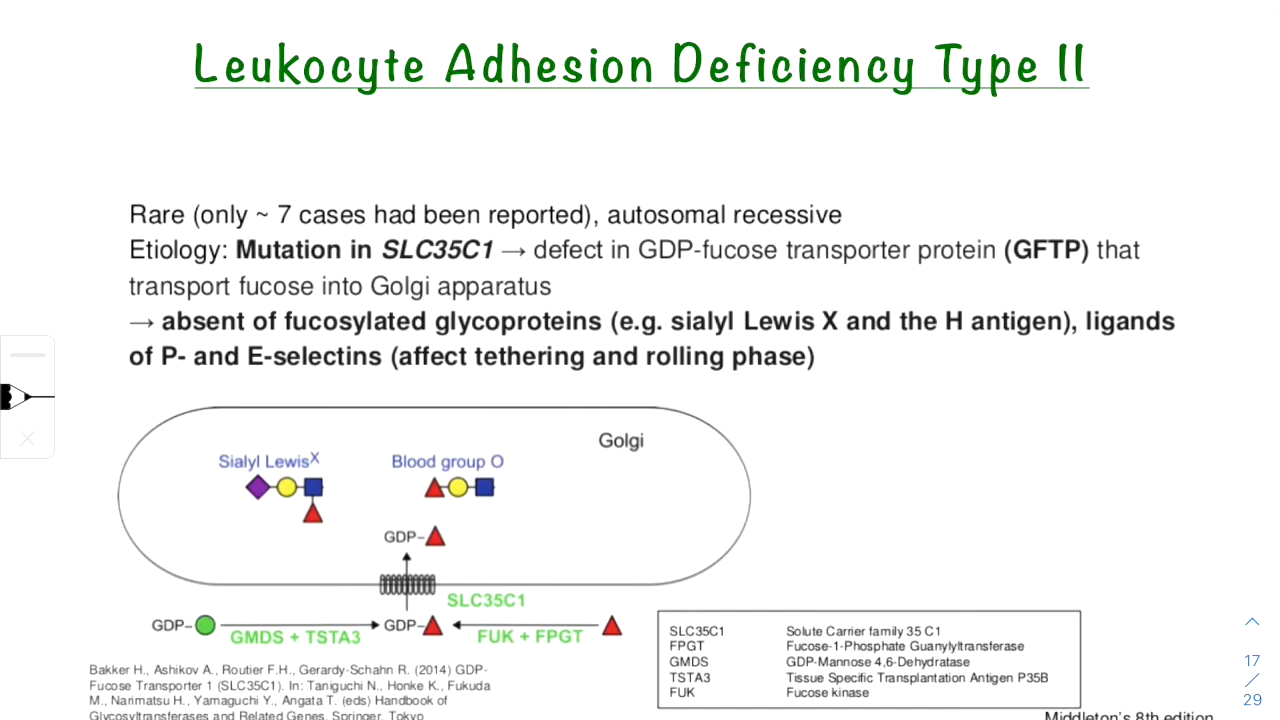 Leukocyte Adhesion Deficiency Type II
Rare (only ~ 7 cases had been reported), autosomal recessive
Etiology: Mutation in SLC35C1 → defect in GDP-fucose transporter protein (GFTP) that
transport fucose into Golgi apparatus
→ absent of fucosylated glycoproteins (e.g. sialyl Lewis X and the H antigen), ligands
of P- and E-selectins (affect tethering and rolling phase)
Golgi
Sialyl LewisX
Blood group O
GDP-
SLC35C1
GDP-
GMDS + TSTA3
GDP-
FUK + FPGT
SLC35C1 Solute Carrier family 35 C1
FPGT Fucose-1-Phosphate Guanylyltransferase
GMDS GDP-Mannose 4,6-Dehydratase
TSTA3 Tissue Specific Transplantation Antigen P35B
FUK Fucose kinase
Bakker H., Ashikov A., Routier F.H., Gerardy-Schahn R. (2014) GDP-
Fucose Transporter 1 (SLC35C1). In: Taniguchi N., Honke K., Fukuda
M., Narimatsu H., Yamaguchi Y., Angata T. (eds) Handbook of
Glycosyltransferases and Related Genes. Springer, Tokyo
Middleton's 8th edition
17
/
29